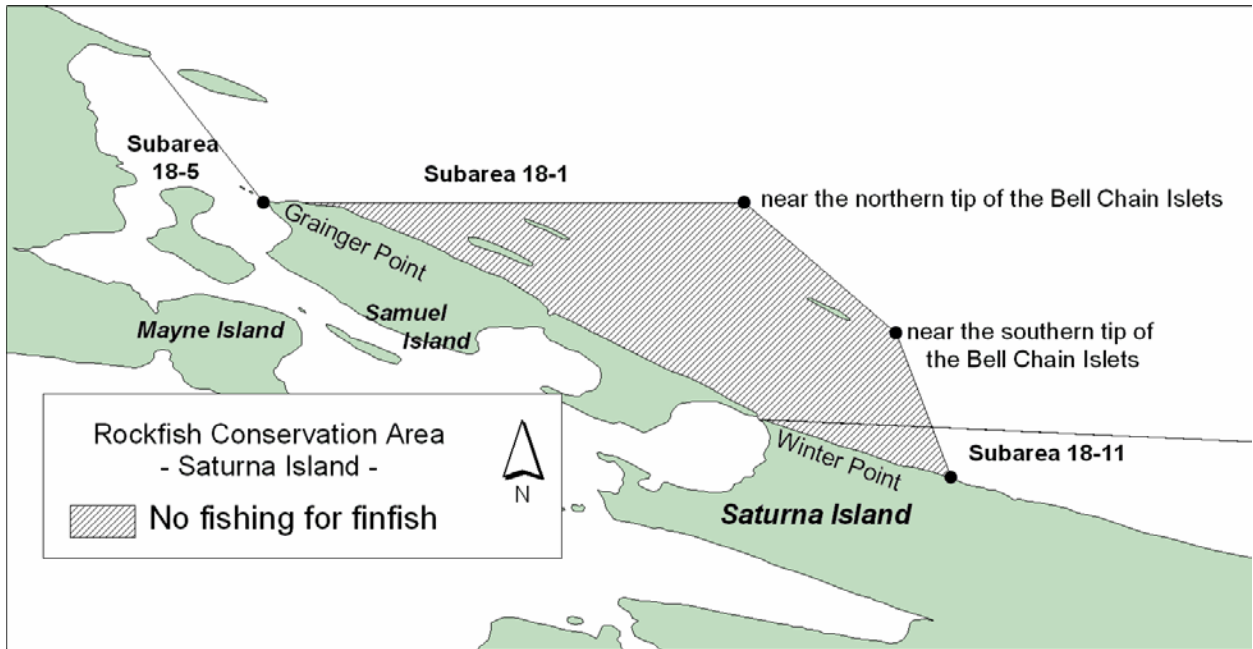 Subarea
18-5
Subarea 18-1
near the northern tip of the Bell Chain Islets
Grainger Point
Samuel
Island
Mayne Island
near the southern tip of
the Bell Chain Islets
Rockfish Conservation Area
- Saturna Island -
N
No fishing for finfish
Winter Point
Subarea 18-11
Saturna Island